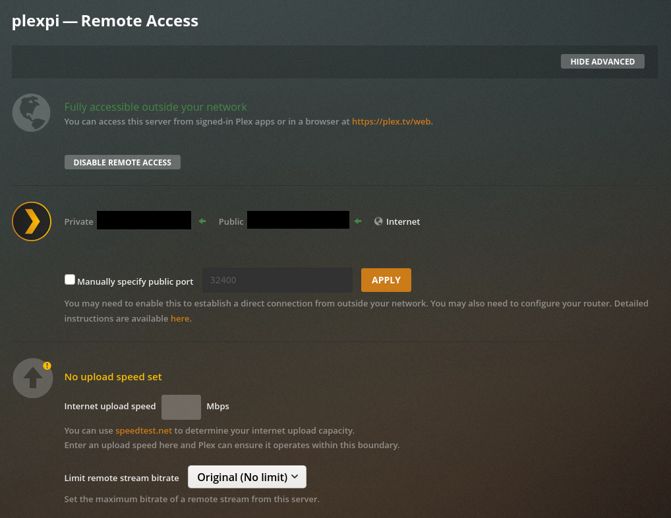 plexpi — Remote Access
HIDE ADVANCED
Fully accessible outside your network
You can access this server from signed-in Plex apps or in a browser at https://plex.tv/web.
DISABLE REMOTE ACCESS
Private Public Internet
Manually specify public port 32400 APPLY
You may need to enable this to establish a direct connection from outside your network. You may also need to configure your router. Detailed
instructions are available here.
No upload speed set
Internet upload speed Mbps
You can use speedtest.net to determine your internet upload capacity.
Enter an upload speed here and Plex can ensure it operates within this boundary.
Limit remote stream bitrate Original (No limit)
Set the maximum bitrate of a remote stream from this server.